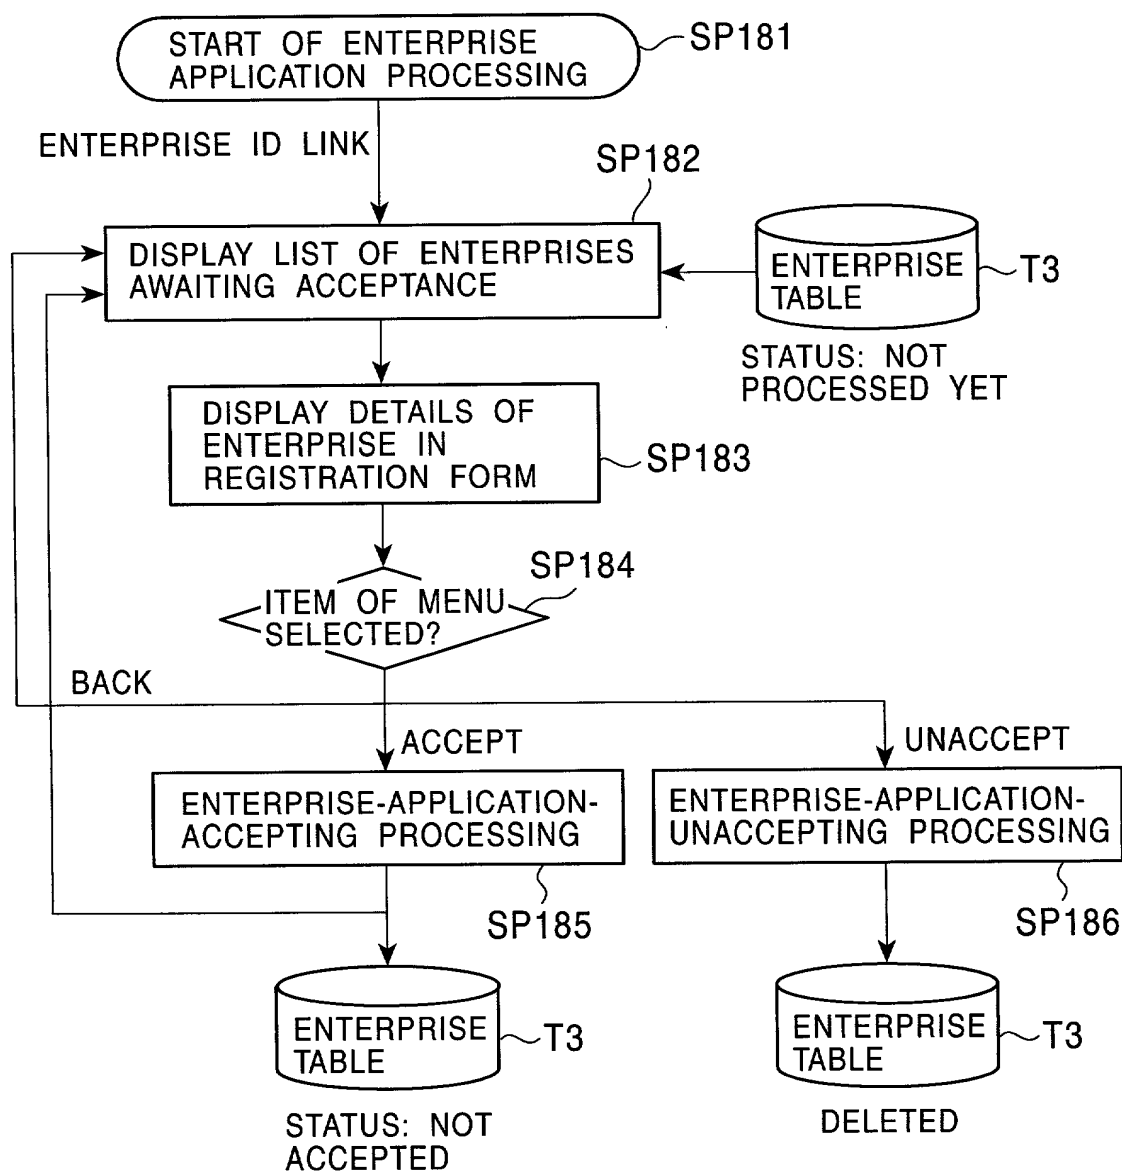 START OF ENTERPRISE
APPLICATION PROCESSING
SP181
ENTERPRISE ID LINK
SP182
DISPLAY LIST OF ENTERPRISES
AWAITING ACCEPTANCE
ENTERPRISE
TABLE
T3
STATUS: NOT
PROCESSED YET
DISPLAY DETAILS OF
ENTERPRISE IN
REGISTRATION FORM
SP183
SP184
ITEM OF MENU
SELECTED?
BACK
ACCEPT
UNACCEPT
ENTERPRISE-APPLICATION-
ACCEPTING PROCESSING
ENTERPRISE-APPLICATION-
UNACCEPTING PROCESSING
SP185
SP186
ENTERPRISE
TABLE
T3
ENTERPRISE
TABLE
T3
STATUS: NOT
ACCEPTED
DELETED